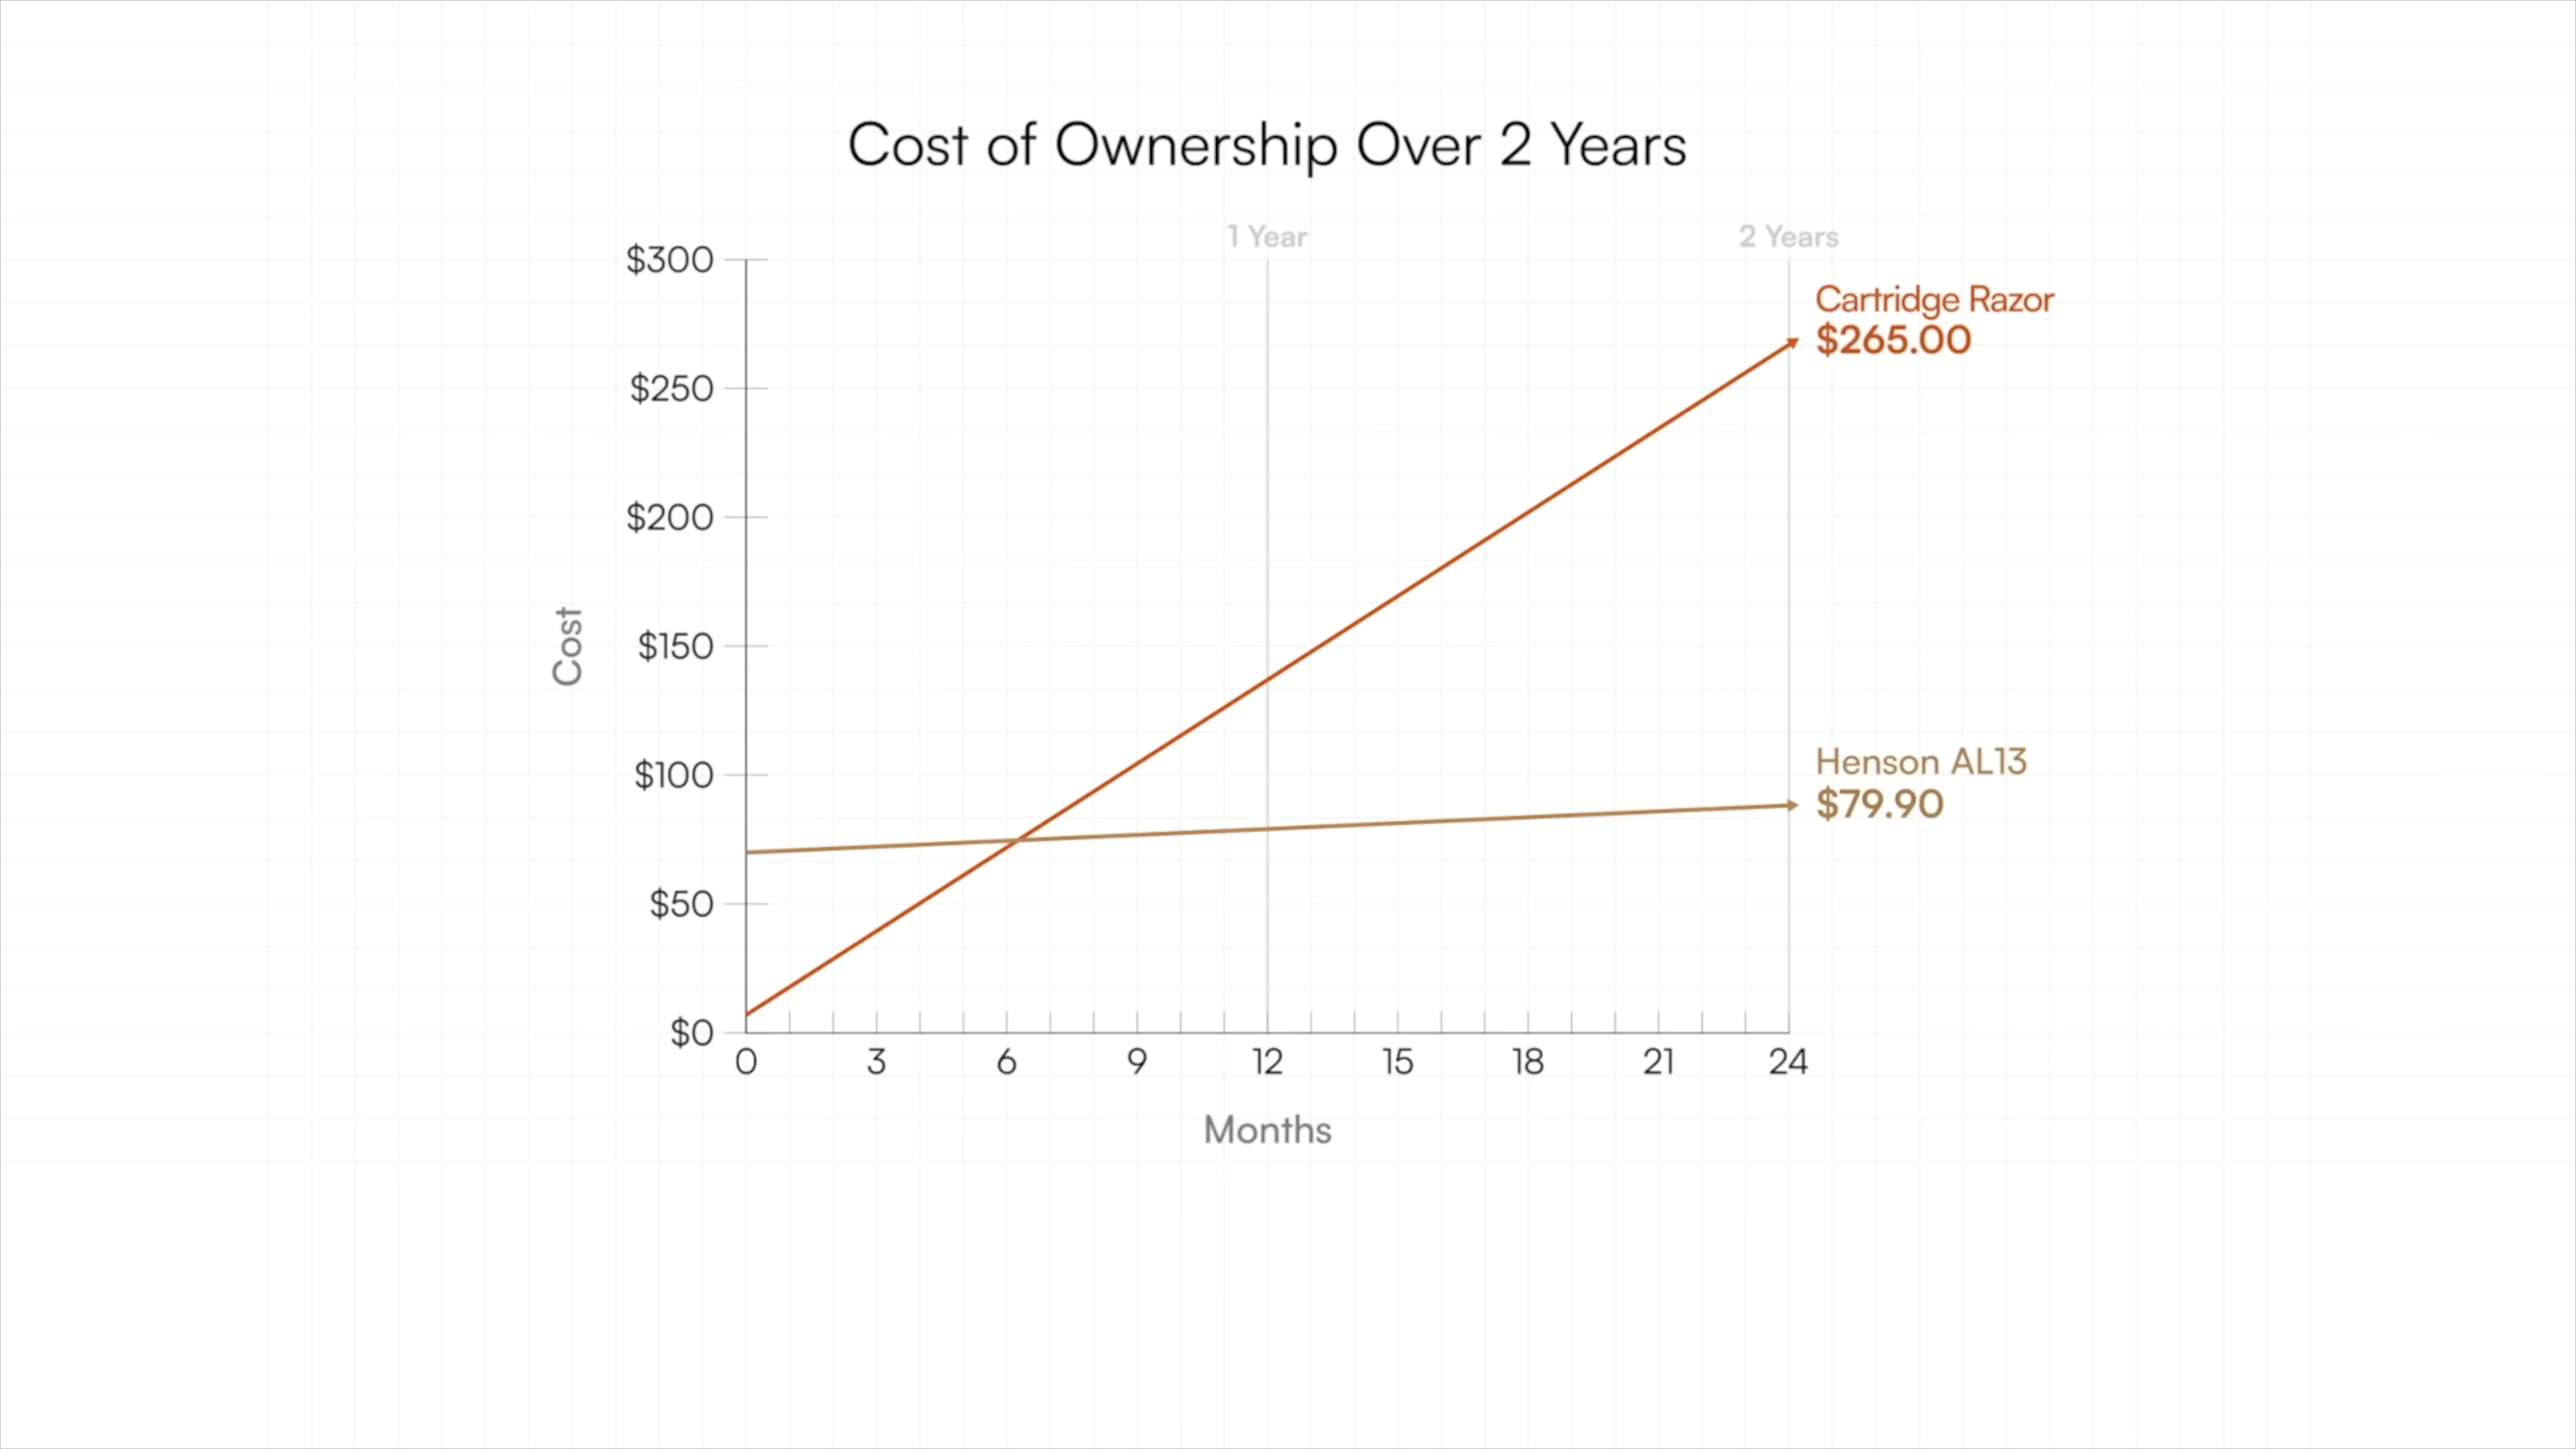 Cost of Ownership Over 2 Years
1 Year
2 Years
$300
$250
$200
$150
$100
$50
$0
Cost
Cartridge Razor
$265.00
Henson AL13
$79.90
0 3 6 9 12 15 18 21 24
Months